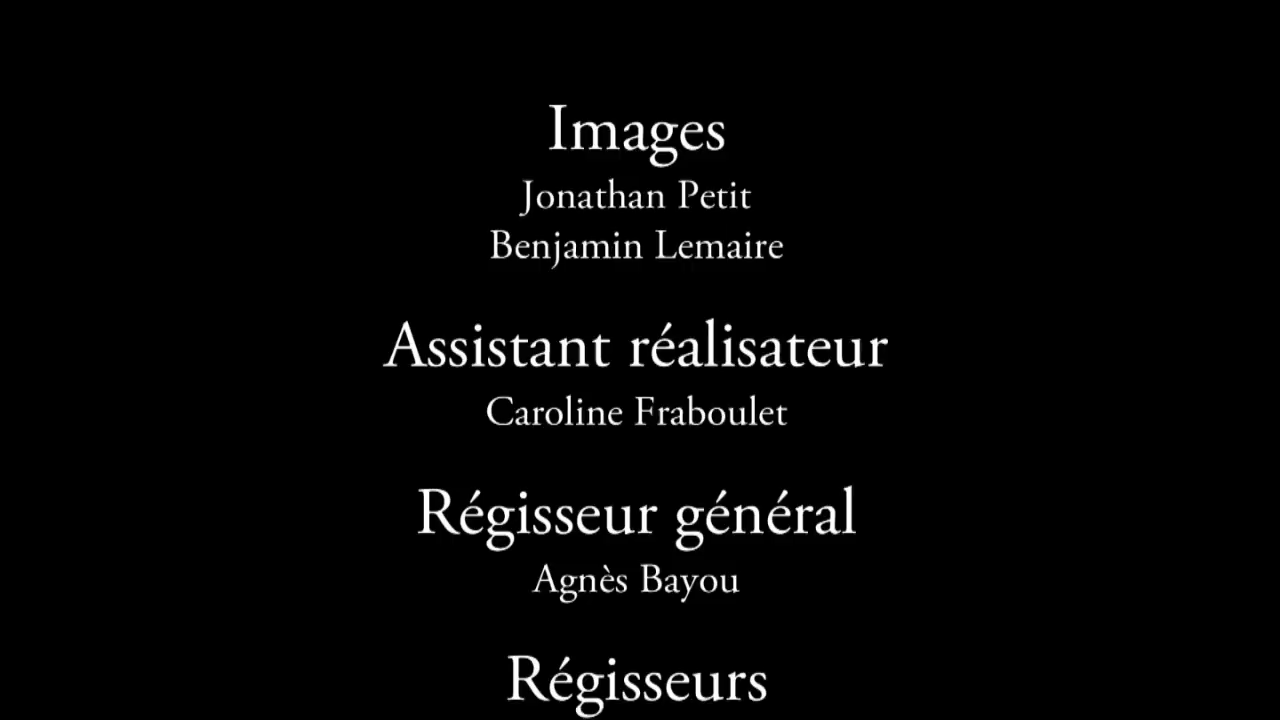 Images
Jonathan Petit
Benjamin Lemaire
Assistant réalisateur
Caroline Fraboulet
Régisseur général
Agnès Bayou
Régisseurs